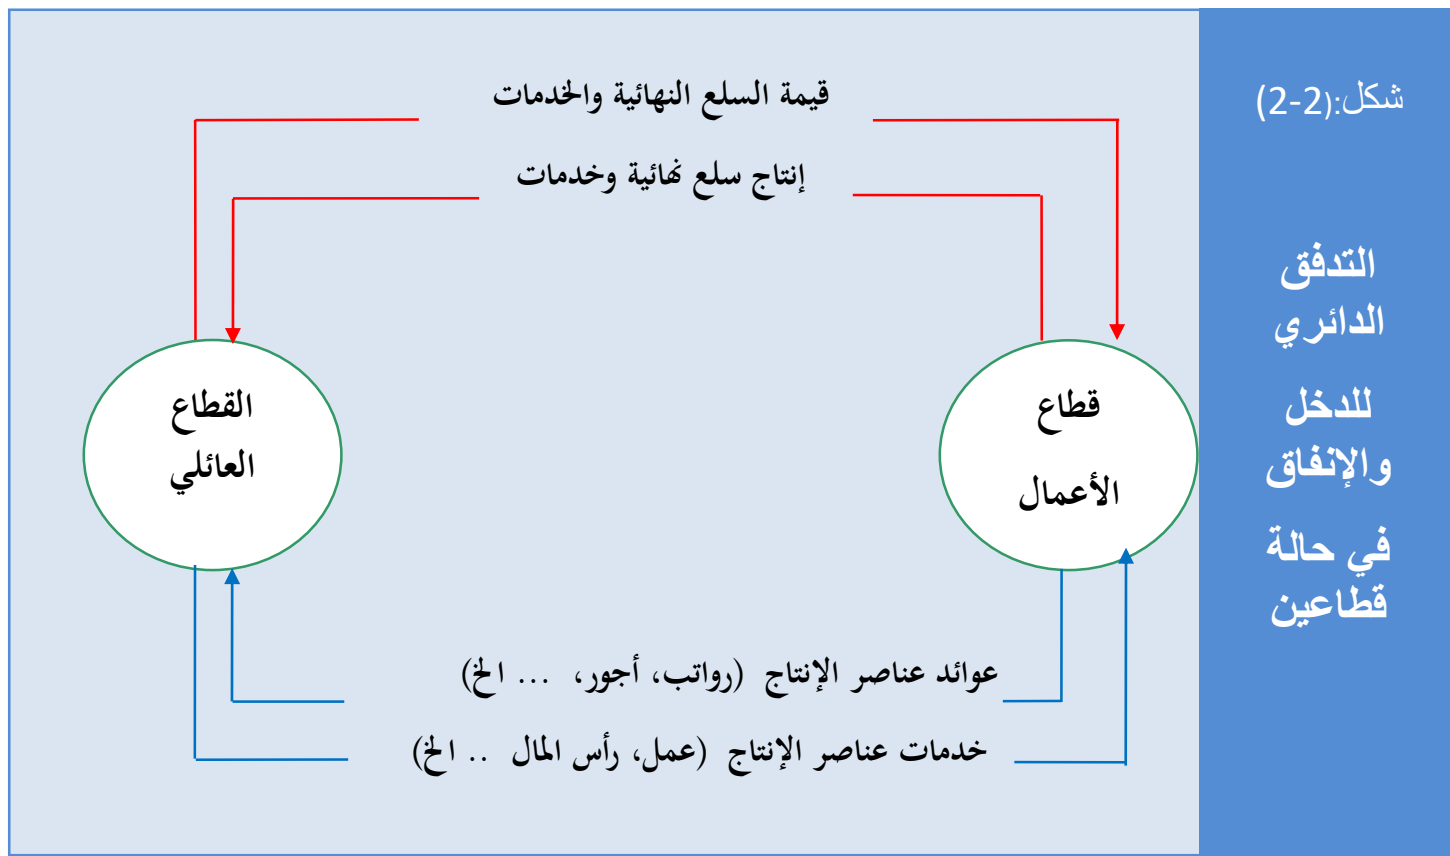 شكل:(2-2)
التدفق
الدائري
للدخل
والإنفاق
في حالة
قطاعين
قيمة السلع النهائية والخدمات
إنتاج سلع نهائية وخدمات
قطاع
الأعمال
القطاع
العائلي
عوائد عناصر الإنتاج (رواتب، أجور، ... الخ)
خدمات عناصر الإنتاج (عمل، رأس المال .. الخ)